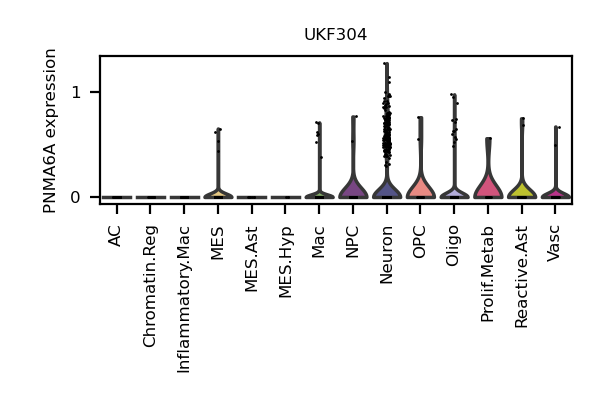 UKF304
PNMA6A expression
1
0
AC
Chromatin.Reg
Inflammatory.Mac
MES
MES.Ast
MES.Hyp
Mac
NPC
Neuron
OPC
Oligo
Prolif.Metab
Reactive.Ast
Vasc